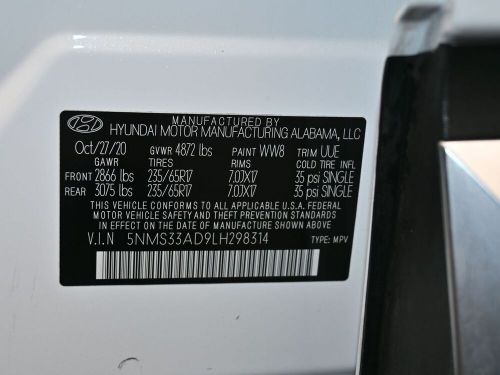 MANUFACTURED BY
HYUNDAI MOTOR MANUFACTURING ALABAMA, LLC
Oct/27/20 GVWR 4872 lbs PAINT WW8 TRIM UUE
GAWR TIRES RIMS COLD TIRE INFL
FRONT 2866 lbs 235/65R17 7.0JX17 35 psi SINGLE
REAR 3075 lbs 235/65R17 7.0JX17 35 psi SINGLE
THIS VEHICLE CONFORMS TO ALL APPLICABLE U.S.A. FEDERAL
MOTOR VEHICLE SAFETY AND THEFT PREVENTION STANDARDS
IN EFFECT ON THE DATE OF MANUFACTURE SHOWN ABOVE
V.I.N 5NMS33AD9LH298314 TYPE: MPV